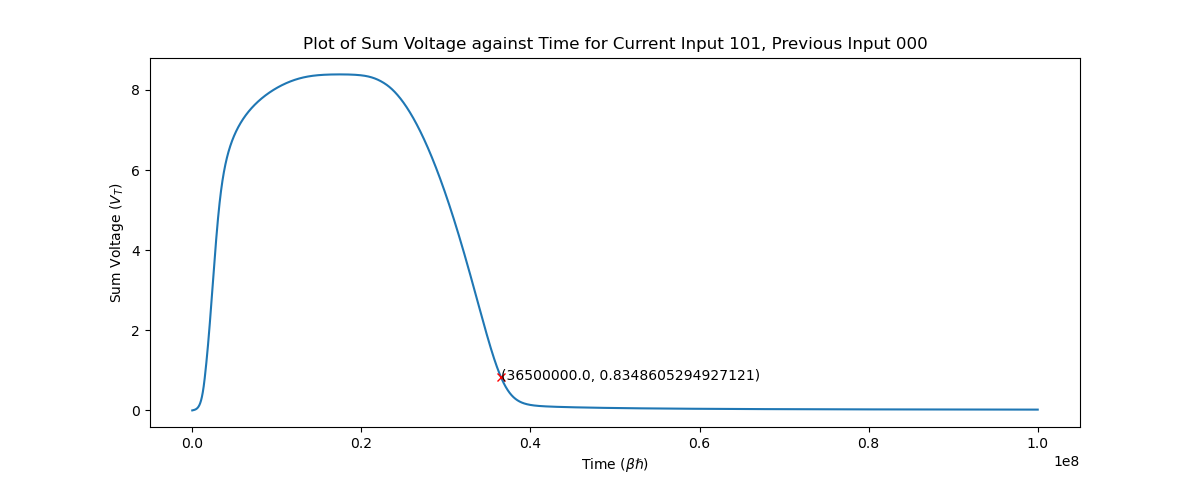 Plot of Sum Voltage against Time for Current Input 101, Previous Input 000
Sum Voltage (V_T)
8
6
4
2
0
(36500000.0, 0.8348605294927121)
0.0 0.2 0.4 0.6 0.8 1.0
1e8
Time (βℏ)